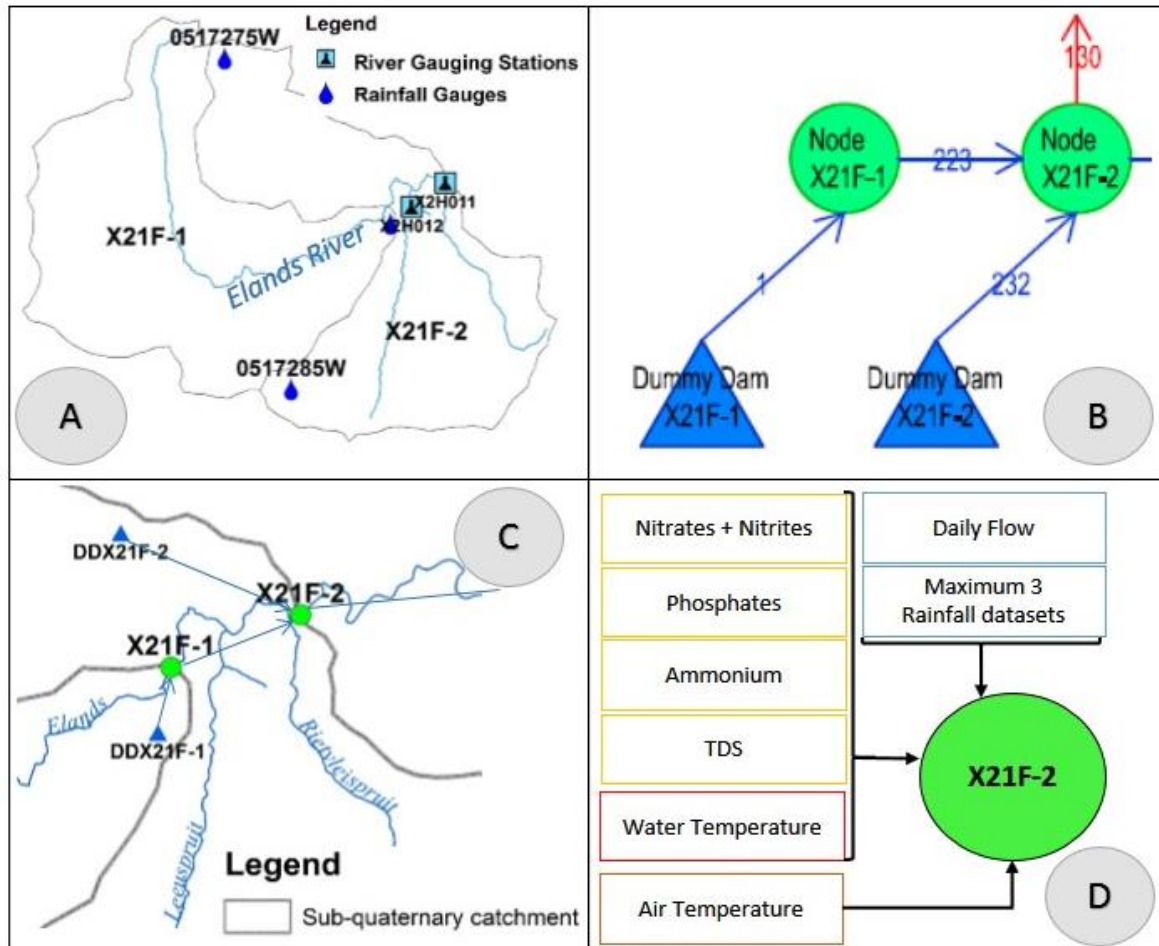 0517275W
Legend
River Gauging Stations
Rainfall Gauges
X2H011
X2H012
X21F-1
Elands River
X21F-2
0517285W
A
130
Node
X21F-1
223
Node
X21F-2
1
232
Dummy Dam
X21F-1
Dummy Dam
X21F-2
B
C
DDX21F-2
X21F-2
X21F-1
Elands
DDX21F-1
Leeuspruit
Rietvleispruit
Legend
Sub-quaternary catchment
Nitrates + Nitrites
Phosphates
Ammonium
TDS
Water Temperature
Air Temperature
Daily Flow
Maximum 3
Rainfall datasets
X21F-2
D